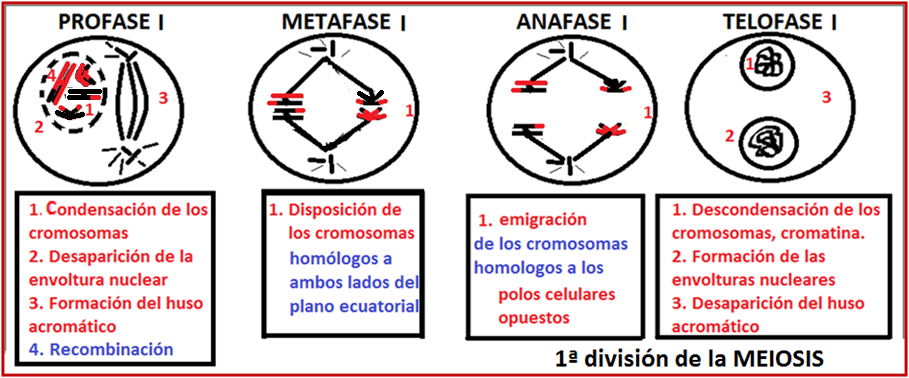 PROFASE I
METAFASE I
ANAFASE I
TELOFASE I
4
1
2
3
1
1
1
2
3
1. Condensación de los
cromosomas
2. Desaparición de la
envoltura nuclear
3. Formación del huso
acromático
4. Recombinación
1. Disposición de
los cromosomas
homólogos a
ambos lados del
plano ecuatorial
1. emigración
de los cromosomas
homologos a los
polos celulares
opuestos
1. Descondensación de los
cromosomas, cromatina.
2. Formación de las
envolturas nucleares
3. Desaparición del huso
acromático
1ª división de la MEIOSIS